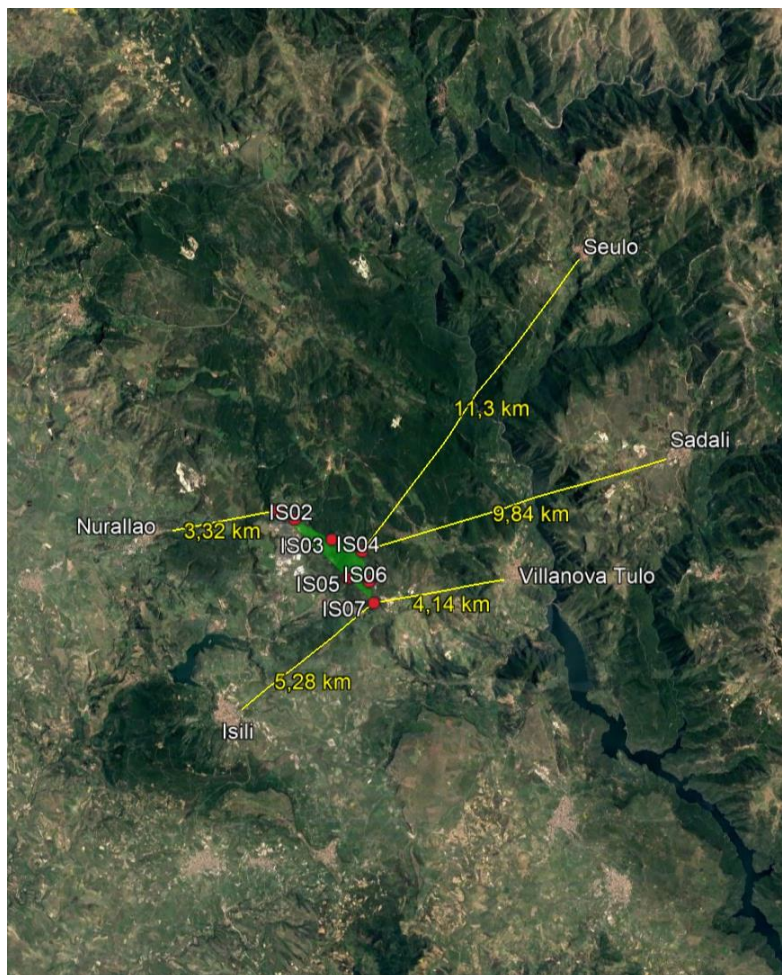 Seulo
11,3 km
Sadali
9,84 km
IS02
Nurallao
3,32 km
IS03
IS04
IS05
IS06
Villanova Tulo
IS07
4,14 km
5,28 km
Isili